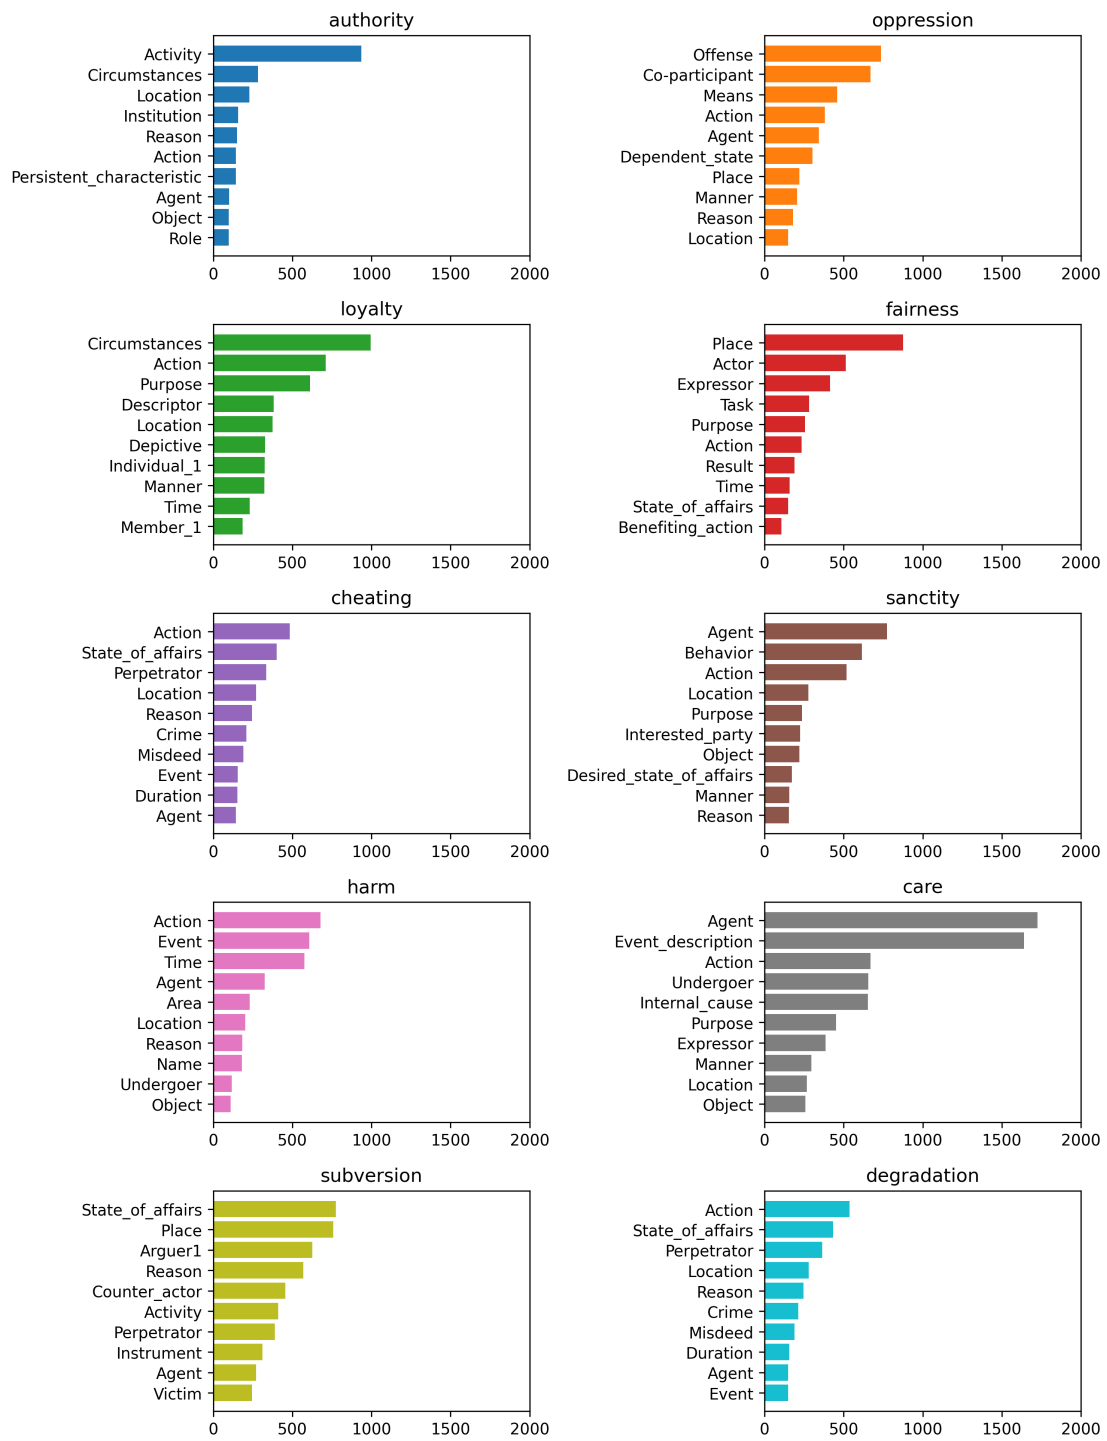 authority
Activity
Circumstances
Location
Institution
Reason
Action
Persistent_characteristic
Agent
Object
Role
0 500 1000 1500 2000
oppression
Offense
Co-participant
Means
Action
Agent
Dependent_state
Place
Manner
Reason
Location
0 500 1000 1500 2000
loyalty
Circumstances
Action
Purpose
Descriptor
Location
Depictive
Individual_1
Manner
Time
Member_1
0 500 1000 1500 2000
fairness
Place
Actor
Expressor
Task
Purpose
Action
Result
Time
State_of_affairs
Benefiting_action
0 500 1000 1500 2000
cheating
Action
State_of_affairs
Perpetrator
Location
Reason
Crime
Misdeed
Event
Duration
Agent
0 500 1000 1500 2000
sanctity
Agent
Behavior
Action
Location
Purpose
Interested_party
Object
Desired_state_of_affairs
Manner
Reason
0 500 1000 1500 2000
harm
Action
Event
Time
Agent
Area
Location
Reason
Name
Undergoer
Object
0 500 1000 1500 2000
care
Agent
Event_description
Action
Undergoer
Internal_cause
Purpose
Expressor
Manner
Location
Object
0 500 1000 1500 2000
subversion
State_of_affairs
Place
Arguer1
Reason
Counter_actor
Activity
Perpetrator
Instrument
Agent
Victim
0 500 1000 1500 2000
degradation
Action
State_of_affairs
Perpetrator
Location
Reason
Crime
Misdeed
Duration
Agent
Event
0 500 1000 1500 2000